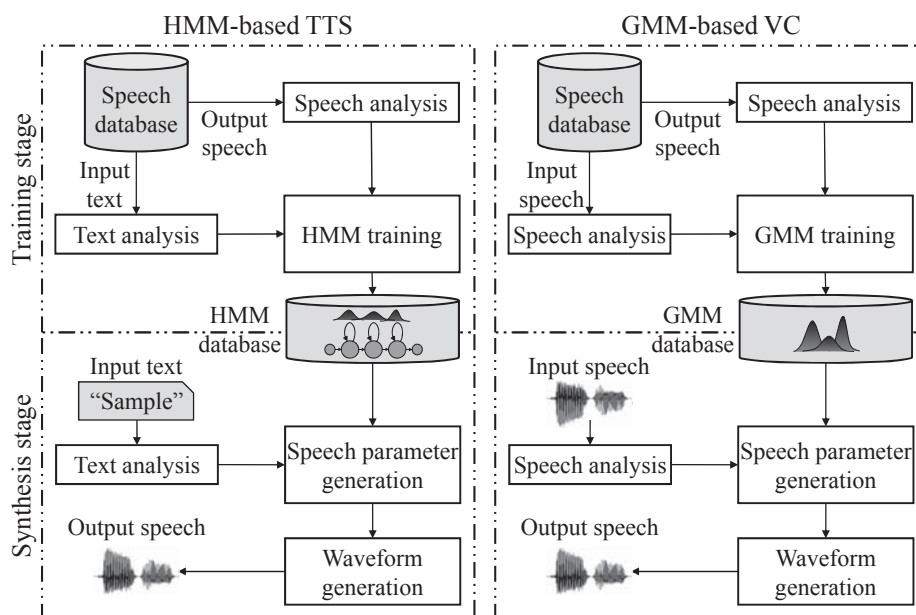 HMM-based TTS
GMM-based VC
Training stage
Speech
database
Output
speech
Speech analysis
Input
text
Text analysis
HMM training
HMM
database
Speech
database
Output
speech
Speech analysis
Input
speech
Speech analysis
GMM training
GMM
database
Synthesis stage
Input text
“Sample”
Text analysis
Speech parameter
generation
Output speech
Waveform
generation
Input speech
Speech analysis
Speech parameter
generation
Output speech
Waveform
generation